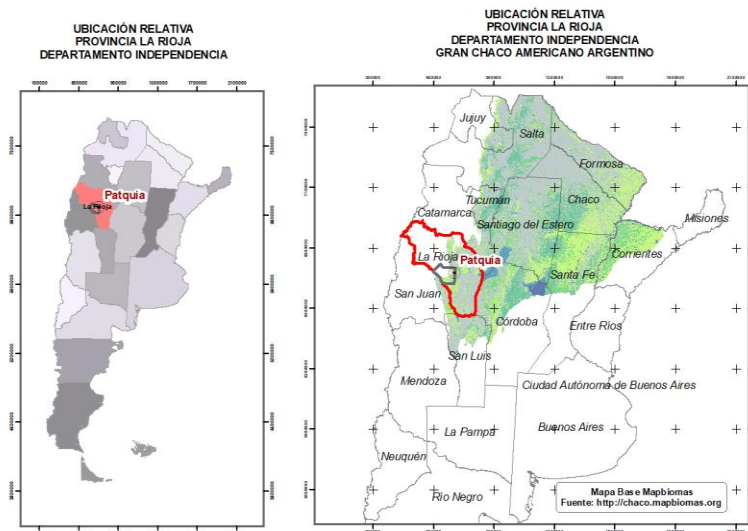 UBICACIÓN RELATIVA
PROVINCIA LA RIOJA
DEPARTAMENTO INDEPENDENCIA
Patquía
La Rioja
UBICACIÓN RELATIVA
PROVINCIA LA RIOJA
DEPARTAMENTO INDEPENDENCIA
GRAN CHACO AMERICANO ARGENTINO
Jujuy
Salta
Formosa
Tucumán
Chaco
Catamarca
Santiago del Estero
Misiones
Corrientes
La Rioja
Patquía
Santa Fe
San Juan
Córdoba
Entre Ríos
San Luis
Mendoza
Ciudad Autónoma de Buenos Aires
La Pampa
Buenos Aires
Neuquén
Río Negro
Mapa Base Mapbiomas
Fuente: http://chaco.mapbiomas.org